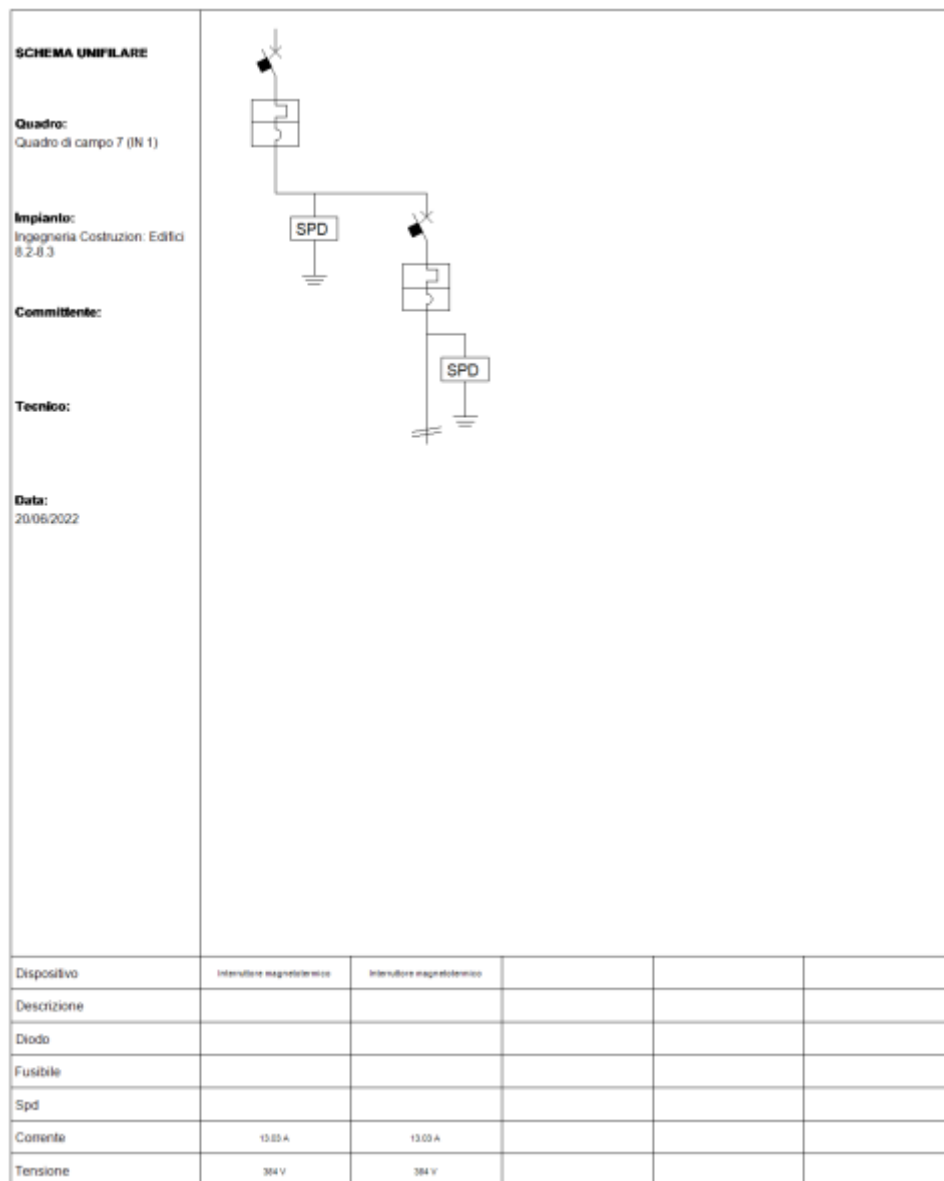 SCHEMA UNIFILARE
Quadro:
Quadro di campo 7 (IN 1)
Impianto:
Ingegneria Costruzion: Edifici
8.2-8.3
Committente:
Tecnico:
Data:
20/06/2022
SPD
SPD
Dispositivo Interruttore magnetotermico Interruttore magnetotermico
Descrizione
Diodo
Fusibile
Spd
Corrente 13.03 A 13.03 A
Tensione 384 V 384 V